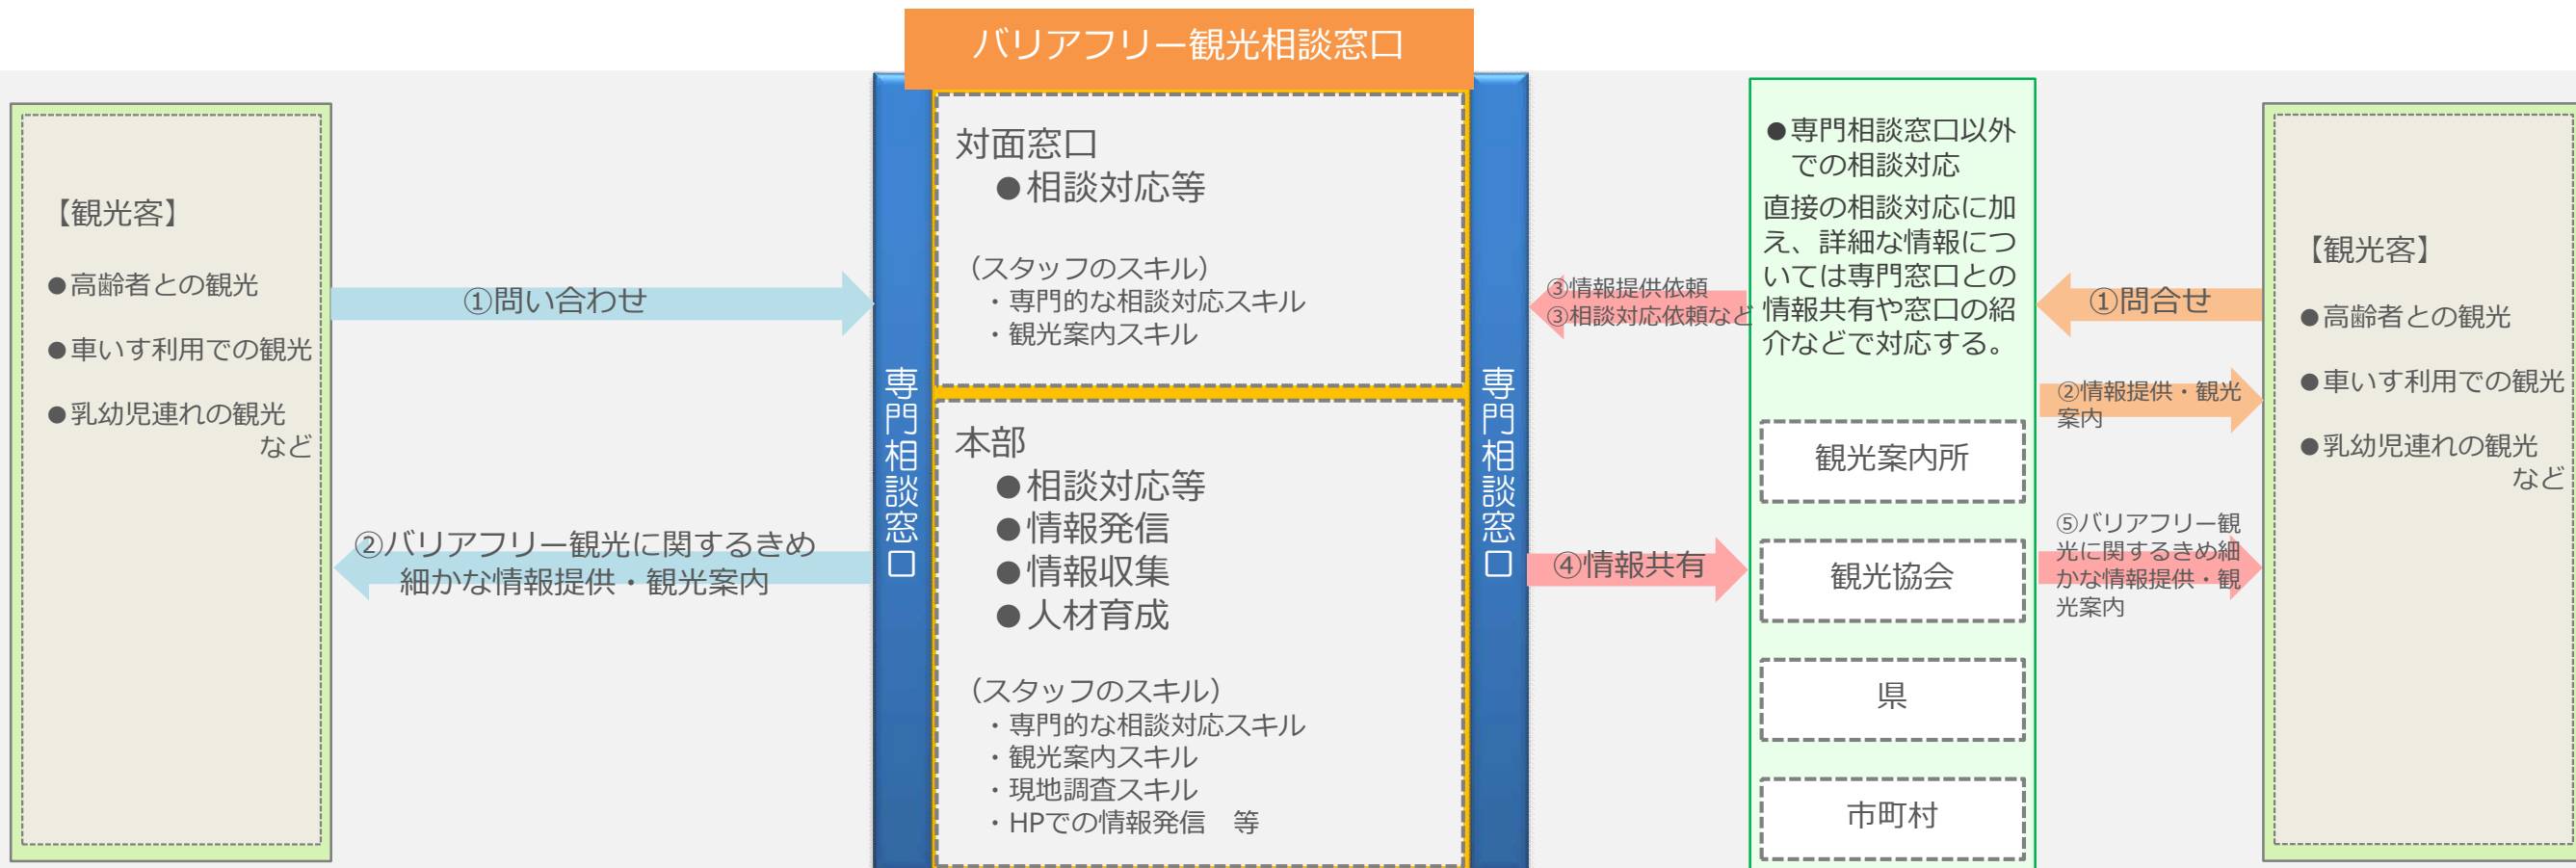 バリアフリー観光相談窓口
【観光客】
●高齢者との観光
●車いす利用での観光
●乳幼児連れの観光
など
①問い合わせ
②バリアフリー観光に関するきめ
細かな情報提供・観光案内
専門相談窓口
対面窓口
●相談対応等
（スタッフのスキル）
・専門的な相談対応スキル
・観光案内スキル
本部
●相談対応等
●情報発信
●情報収集
●人材育成
（スタッフのスキル）
・専門的な相談対応スキル
・観光案内スキル
・現地調査スキル
・HPでの情報発信　等
専門相談窓口
③情報提供依頼
③相談対応依頼など
④情報共有
●専門相談窓口以外
での相談対応
直接の相談対応に加
え、詳細な情報につ
いては専門窓口との
情報共有や窓口の紹
介などで対応する。
観光案内所
観光協会
県
市町村
①問合せ
②情報提供・観光
案内
⑤バリアフリー観
光に関するきめ細
かな情報提供・観
光案内
【観光客】
●高齢者との観光
●車いす利用での観光
●乳幼児連れの観光
など